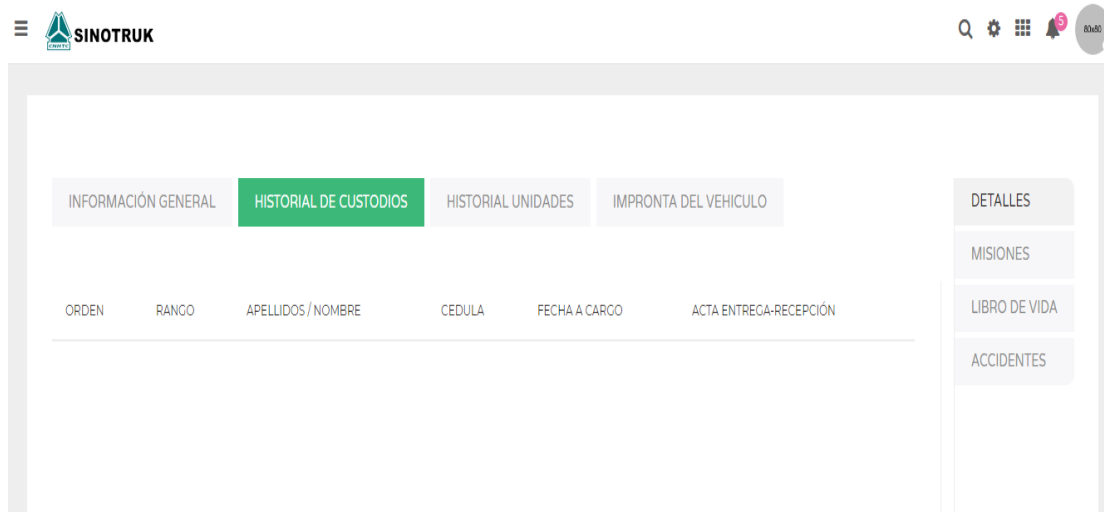 SINOTRUK
CNHTC
5
80x80
INFORMACIÓN GENERAL
HISTORIAL DE CUSTODIOS
HISTORIAL UNIDADES
IMPRONTA DEL VEHICULO
DETALLES
MISIONES
LIBRO DE VIDA
ACCIDENTES
ORDEN RANGO APELLIDOS / NOMBRE CEDULA FECHA A CARGO ACTA ENTREGA-RECEPCIÓN